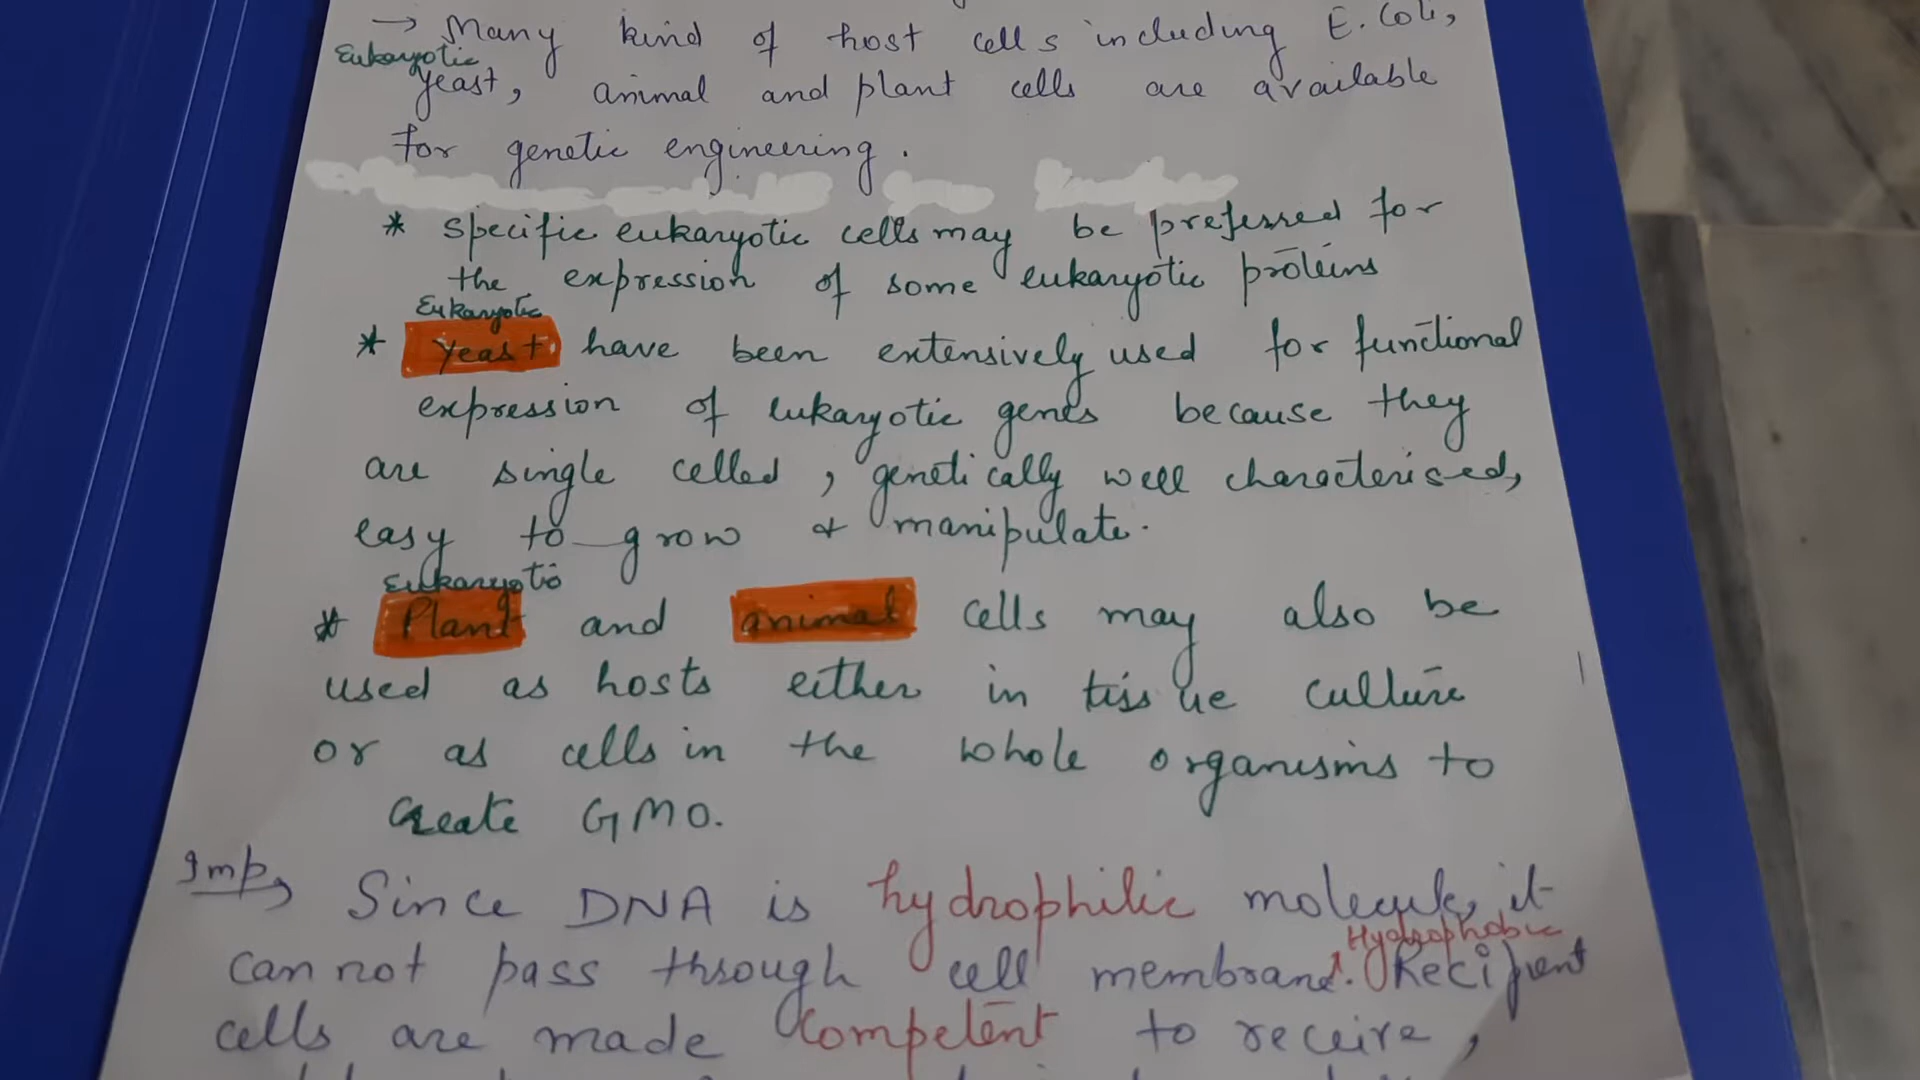 → Many kind of host cells including E. Coli,
Eukaryotic
yeast, animal and plant cells are available
for genetic engineering.
* Specific eukaryotic cells may be preferred for
the expression of some eukaryotic proteins
Eukaryotic
* Yeast have been extensively used for functional
expression of eukaryotic genes because they
are single celled, genetically well characterised,
easy to grow & manipulate.
Eukaryotic
* Plant and animal cells may also be
used as hosts either in tissue culture
or as cells in the whole organisms to
Create GMO.
Imp, Since DNA is hydrophilic molecule, it
Hydrophobic
cannot pass through cell membrane. Recipient
cells are made Competent to receive,